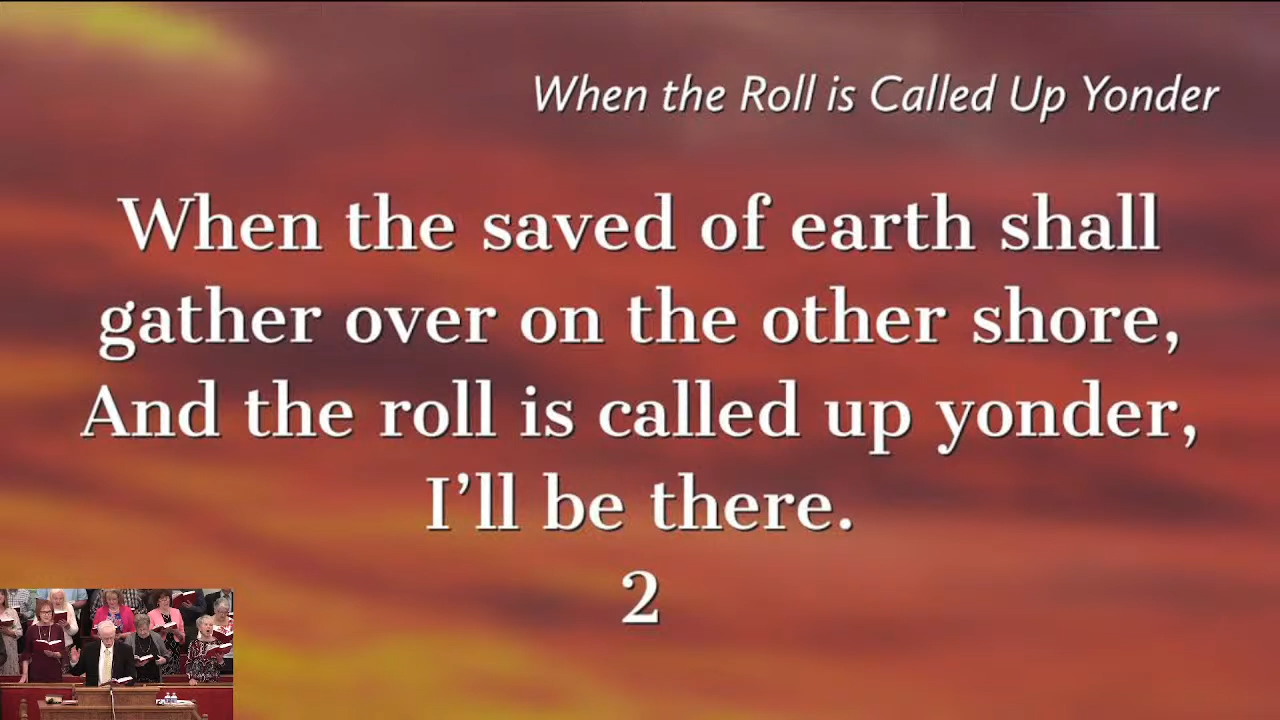 When the Roll is Called Up Yonder
When the saved of earth shall
gather over on the other shore,
And the roll is called up yonder,
I’ll be there.
2